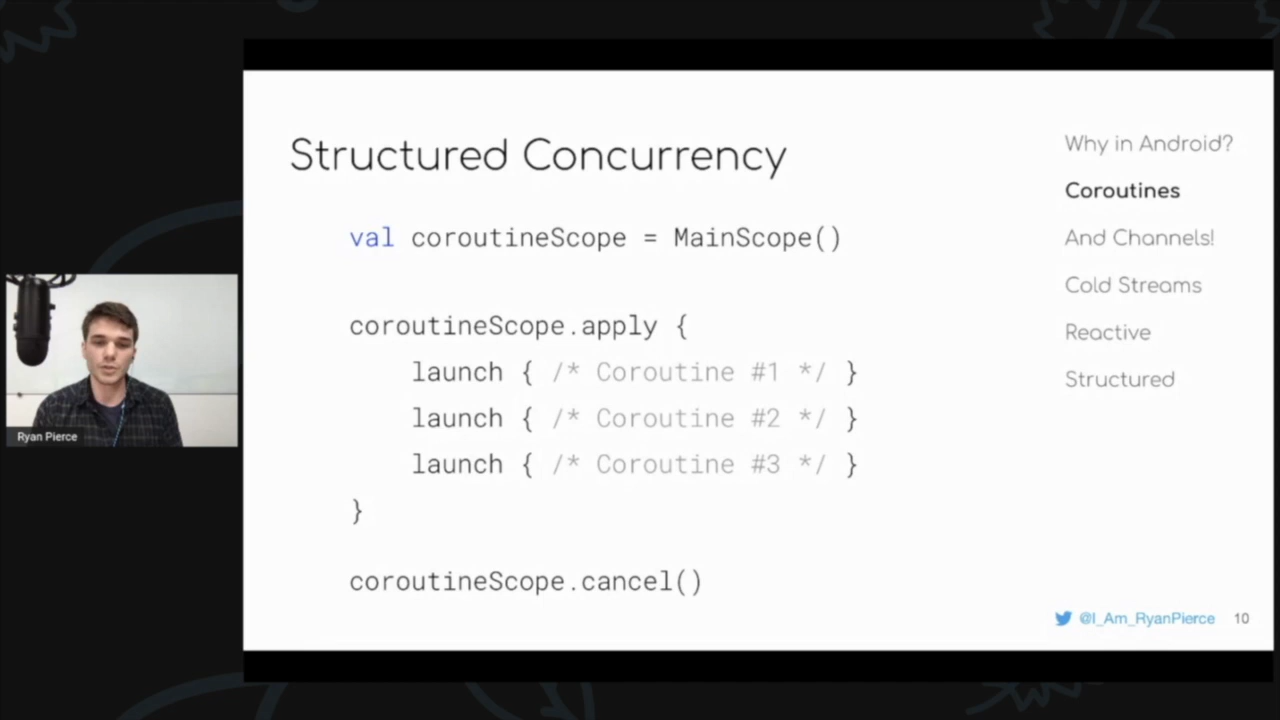 Structured Concurrency
val coroutineScope = MainScope()
coroutineScope.apply {
launch { /* Coroutine #1 */ }
launch { /* Coroutine #2 */ }
launch { /* Coroutine #3 */ }
}
coroutineScope.cancel()
Why in Android?
Coroutines
And Channels!
Cold Streams
Reactive
Structured
@I_Am_RyanPierce 10
Ryan Pierce